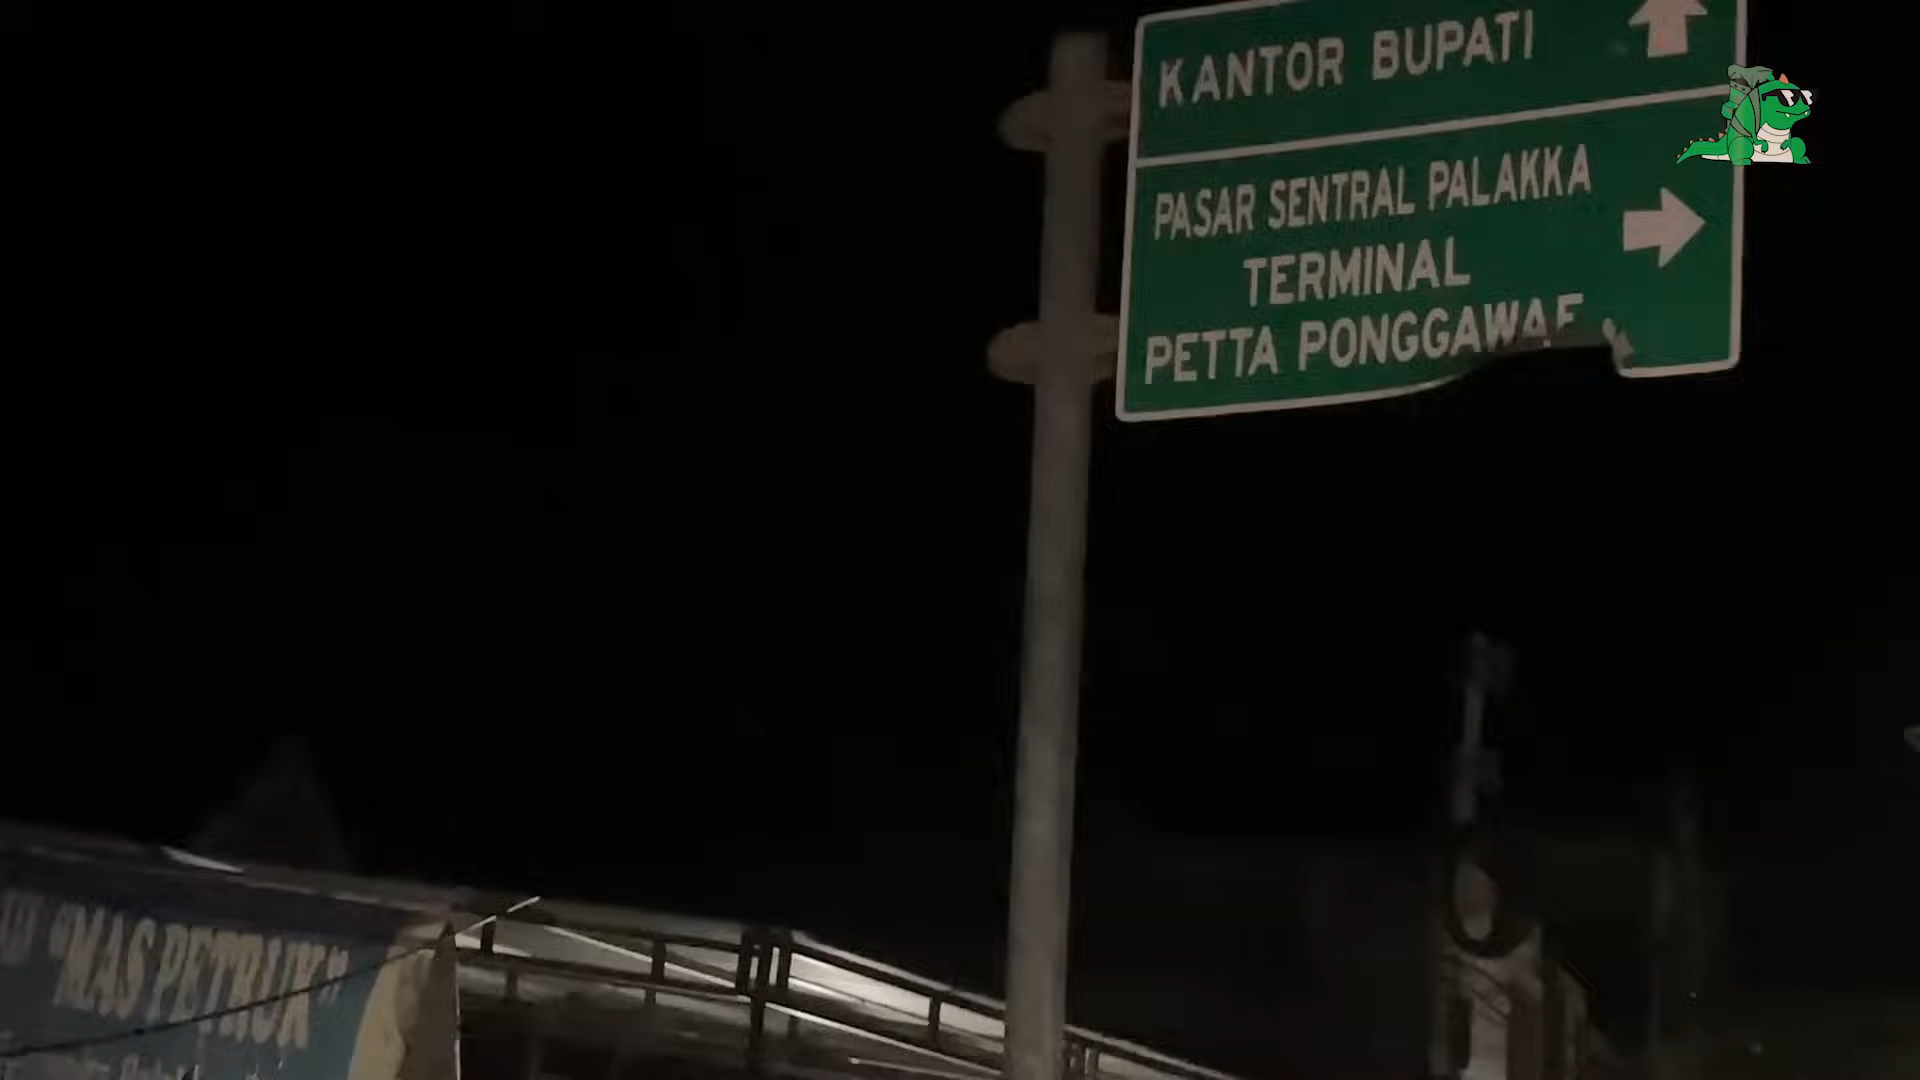 KANTOR BUPATI
PASAR SENTRAL PALAKKA
TERMINAL
PETTA PONGGAWAE
"MAS PETRUK"